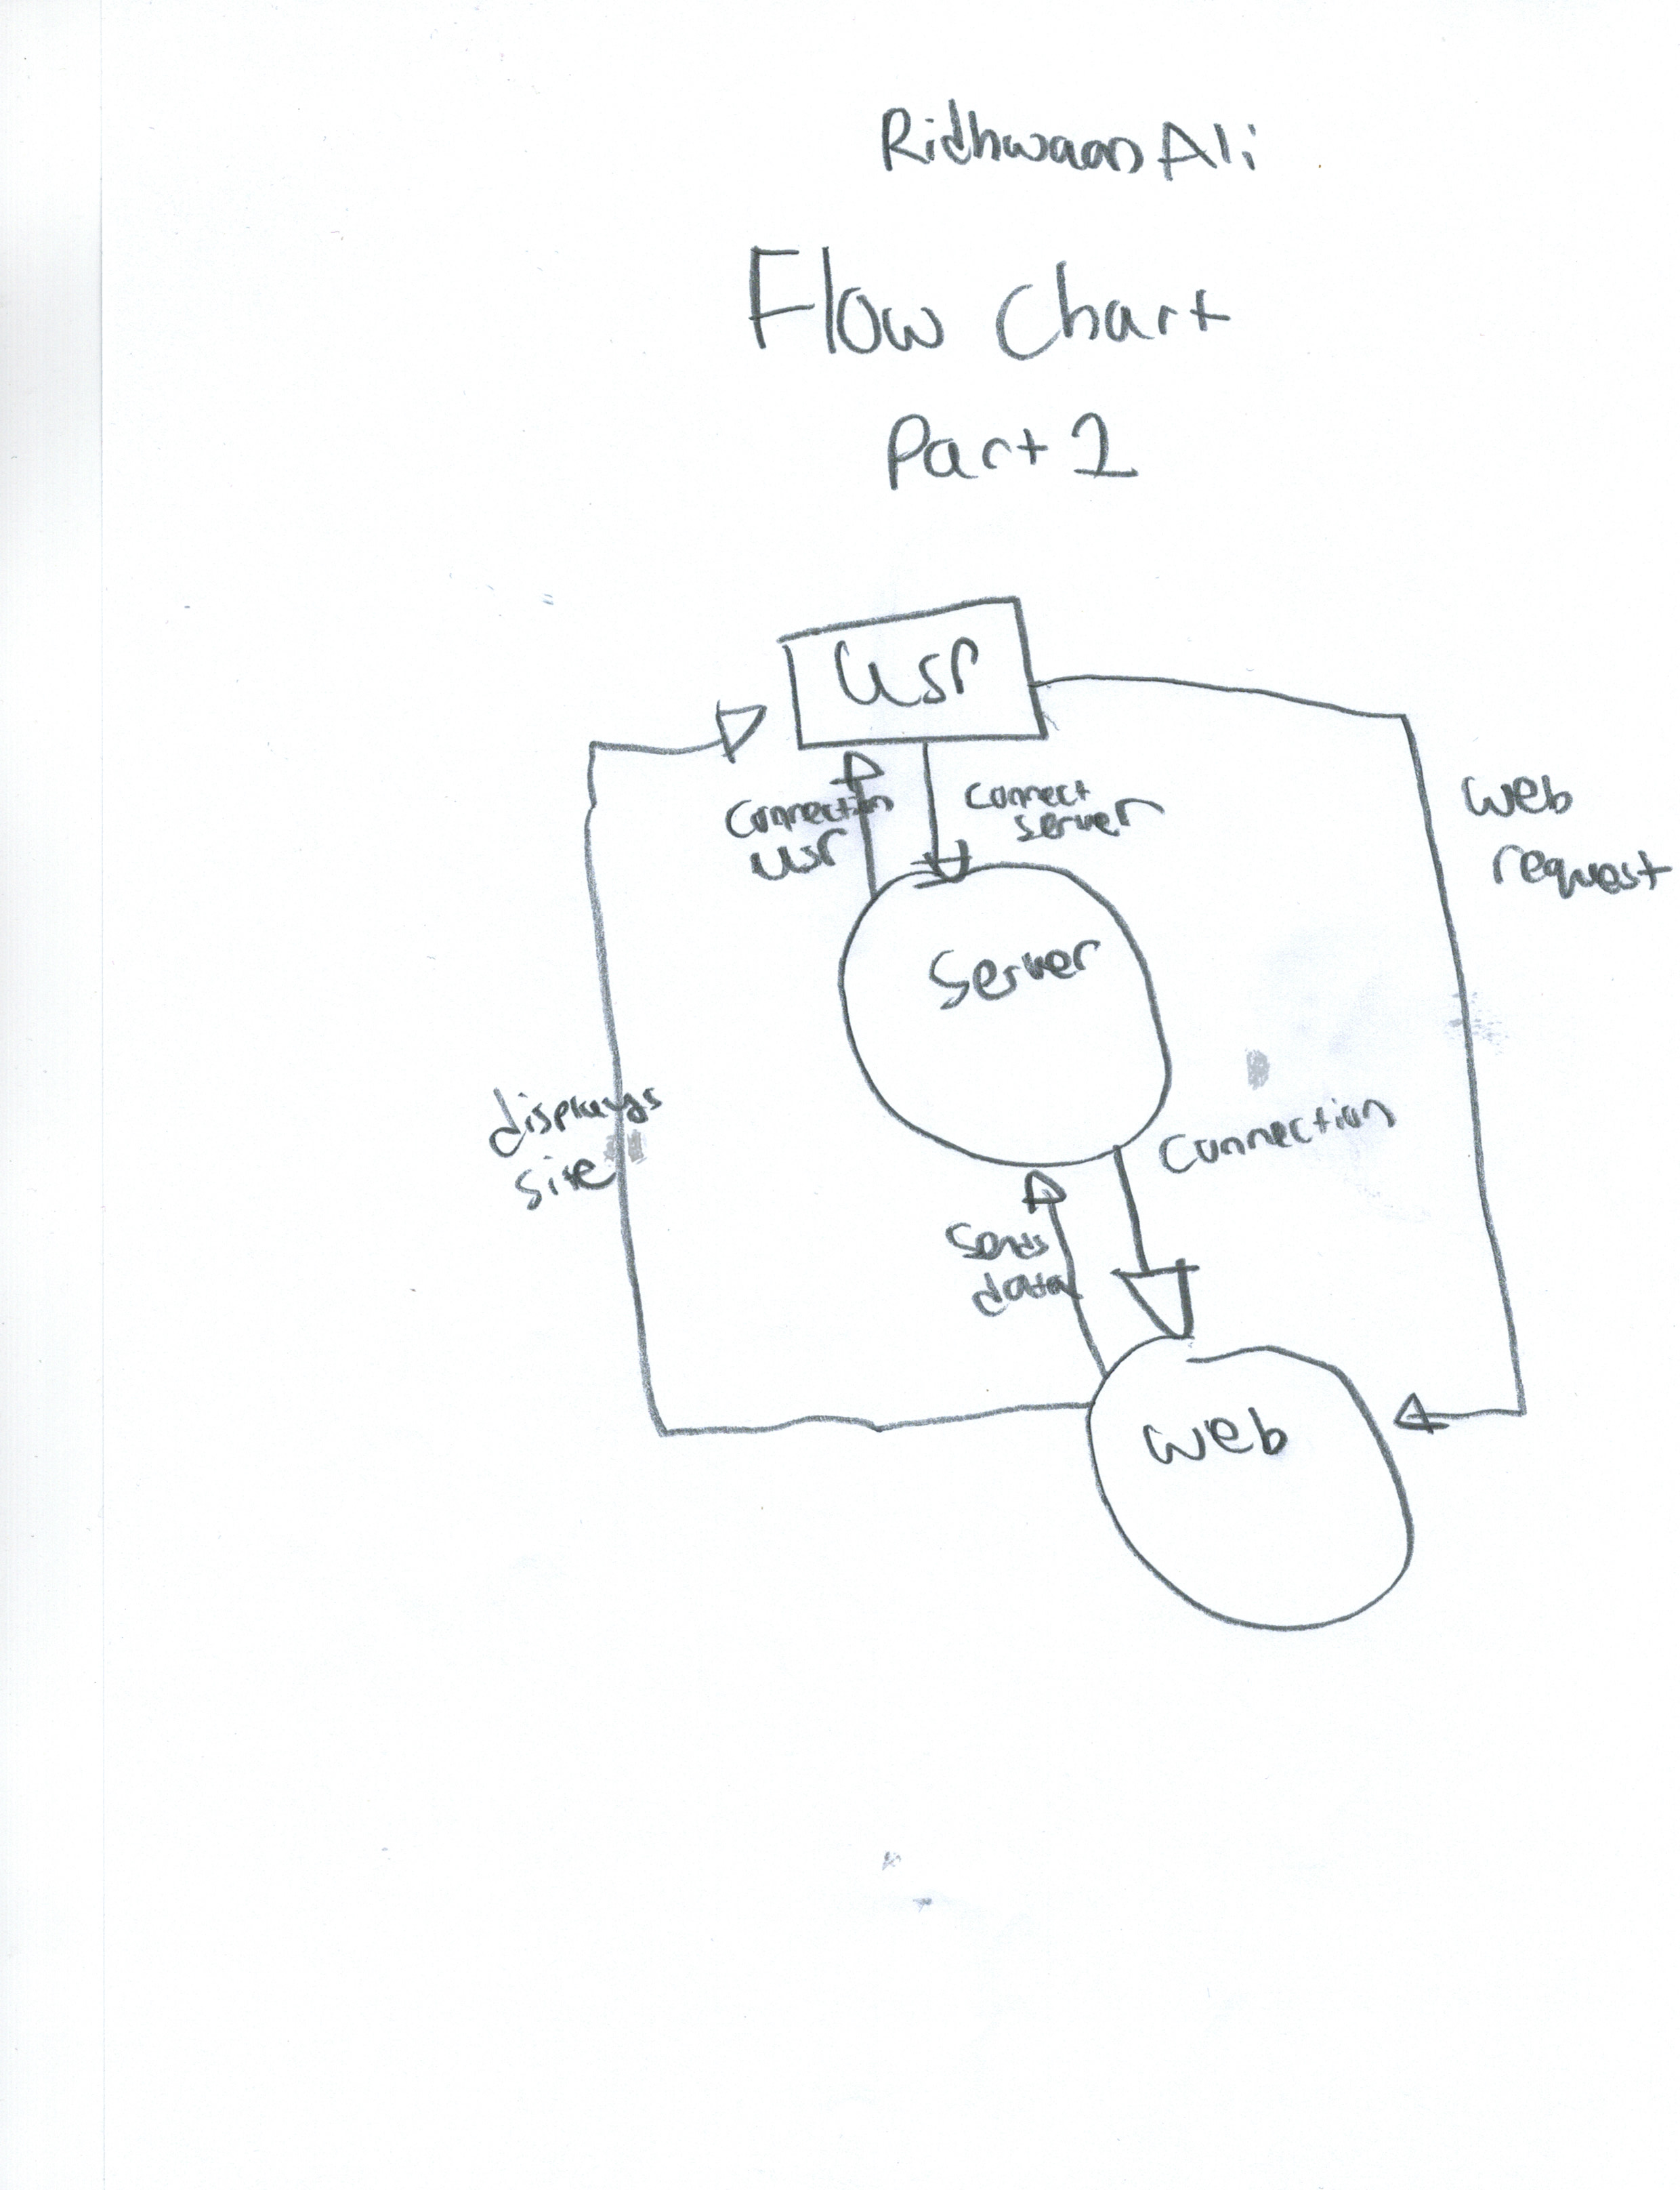 Ridhwaan Ali
Flow Chart
Part 1
usr
Connection
usr
Connect
server
web
request
Server
displays
site
Connection
Sends
data
web